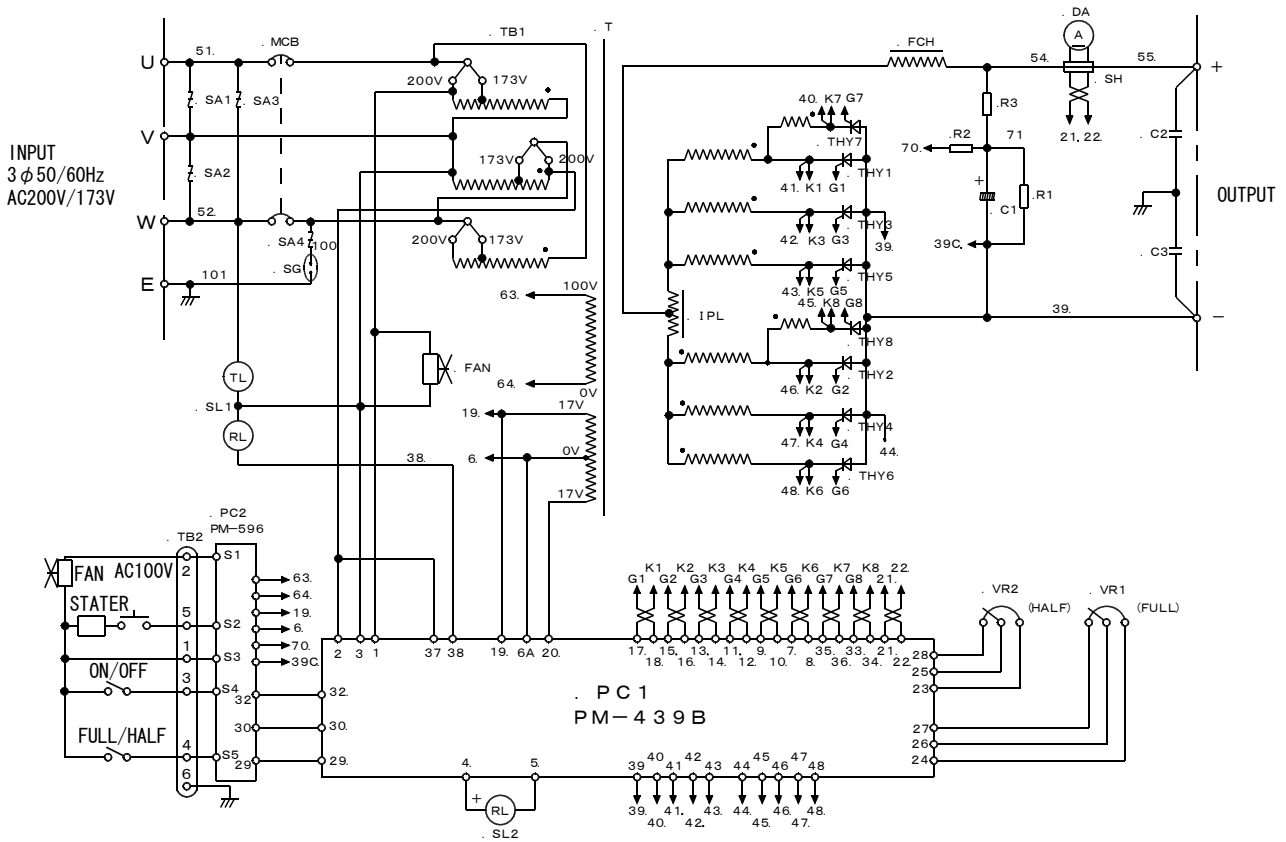 INPUT
3φ50/60Hz
AC200V/173V
U
V
W
E
51.
52.
101
. MCB
. SA1
. SA3
. SA2
. SA4
100
. SG
. TB1
. T
200V
173V
173V
200V
200V
173V
63.
100V
64.
0V
19.
17V
6.
0V
17V
. FAN
TL
. SL1
RL
38.
. FCH
. DA
A
54.
55.
. SH
21. 22.
+
−
OUTPUT
. R3
. R2
70.
71
+
. C1
. R1
39C.
39.
. C2
. C3
40. K7 G7
. THY7
41. K1 G1
. THY1
42. K3 G3
. THY3
39.
43. K5 G5
. THY5
45. K8 G8
. THY8
. IPL
46. K2 G2
. THY2
47. K4 G4
. THY4
44.
48. K6 G6
. THY6
. PC2
PM−596
. TB2
FAN AC100V
STATER
ON/OFF
FULL/HALF
2
5
1
3
4
6
S1
S2
S3
S4
S5
63.
64.
19.
6.
70.
39C.
32
30
29
32.
30.
29.
2 3 1 37 38 19. 6A 20.
K1 K2 K3 K4 K5 K6 K7 K8 22.
G1 G2 G3 G4 G5 G6 G7 G8 21.
17. 15. 13. 11. 9. 7. 35. 33. 21.
18. 16. 14. 12. 10. 8. 36. 34. 22.
. PC1
PM−439B
28
25
23
27
26
24
. VR2
(HALF)
. VR1
(FULL)
4.
5.
+
RL
. SL2
39 40 41 42 43 44 45 46 47 48
39. 41. 43. 44. 46. 48.
40. 42. 45. 47.